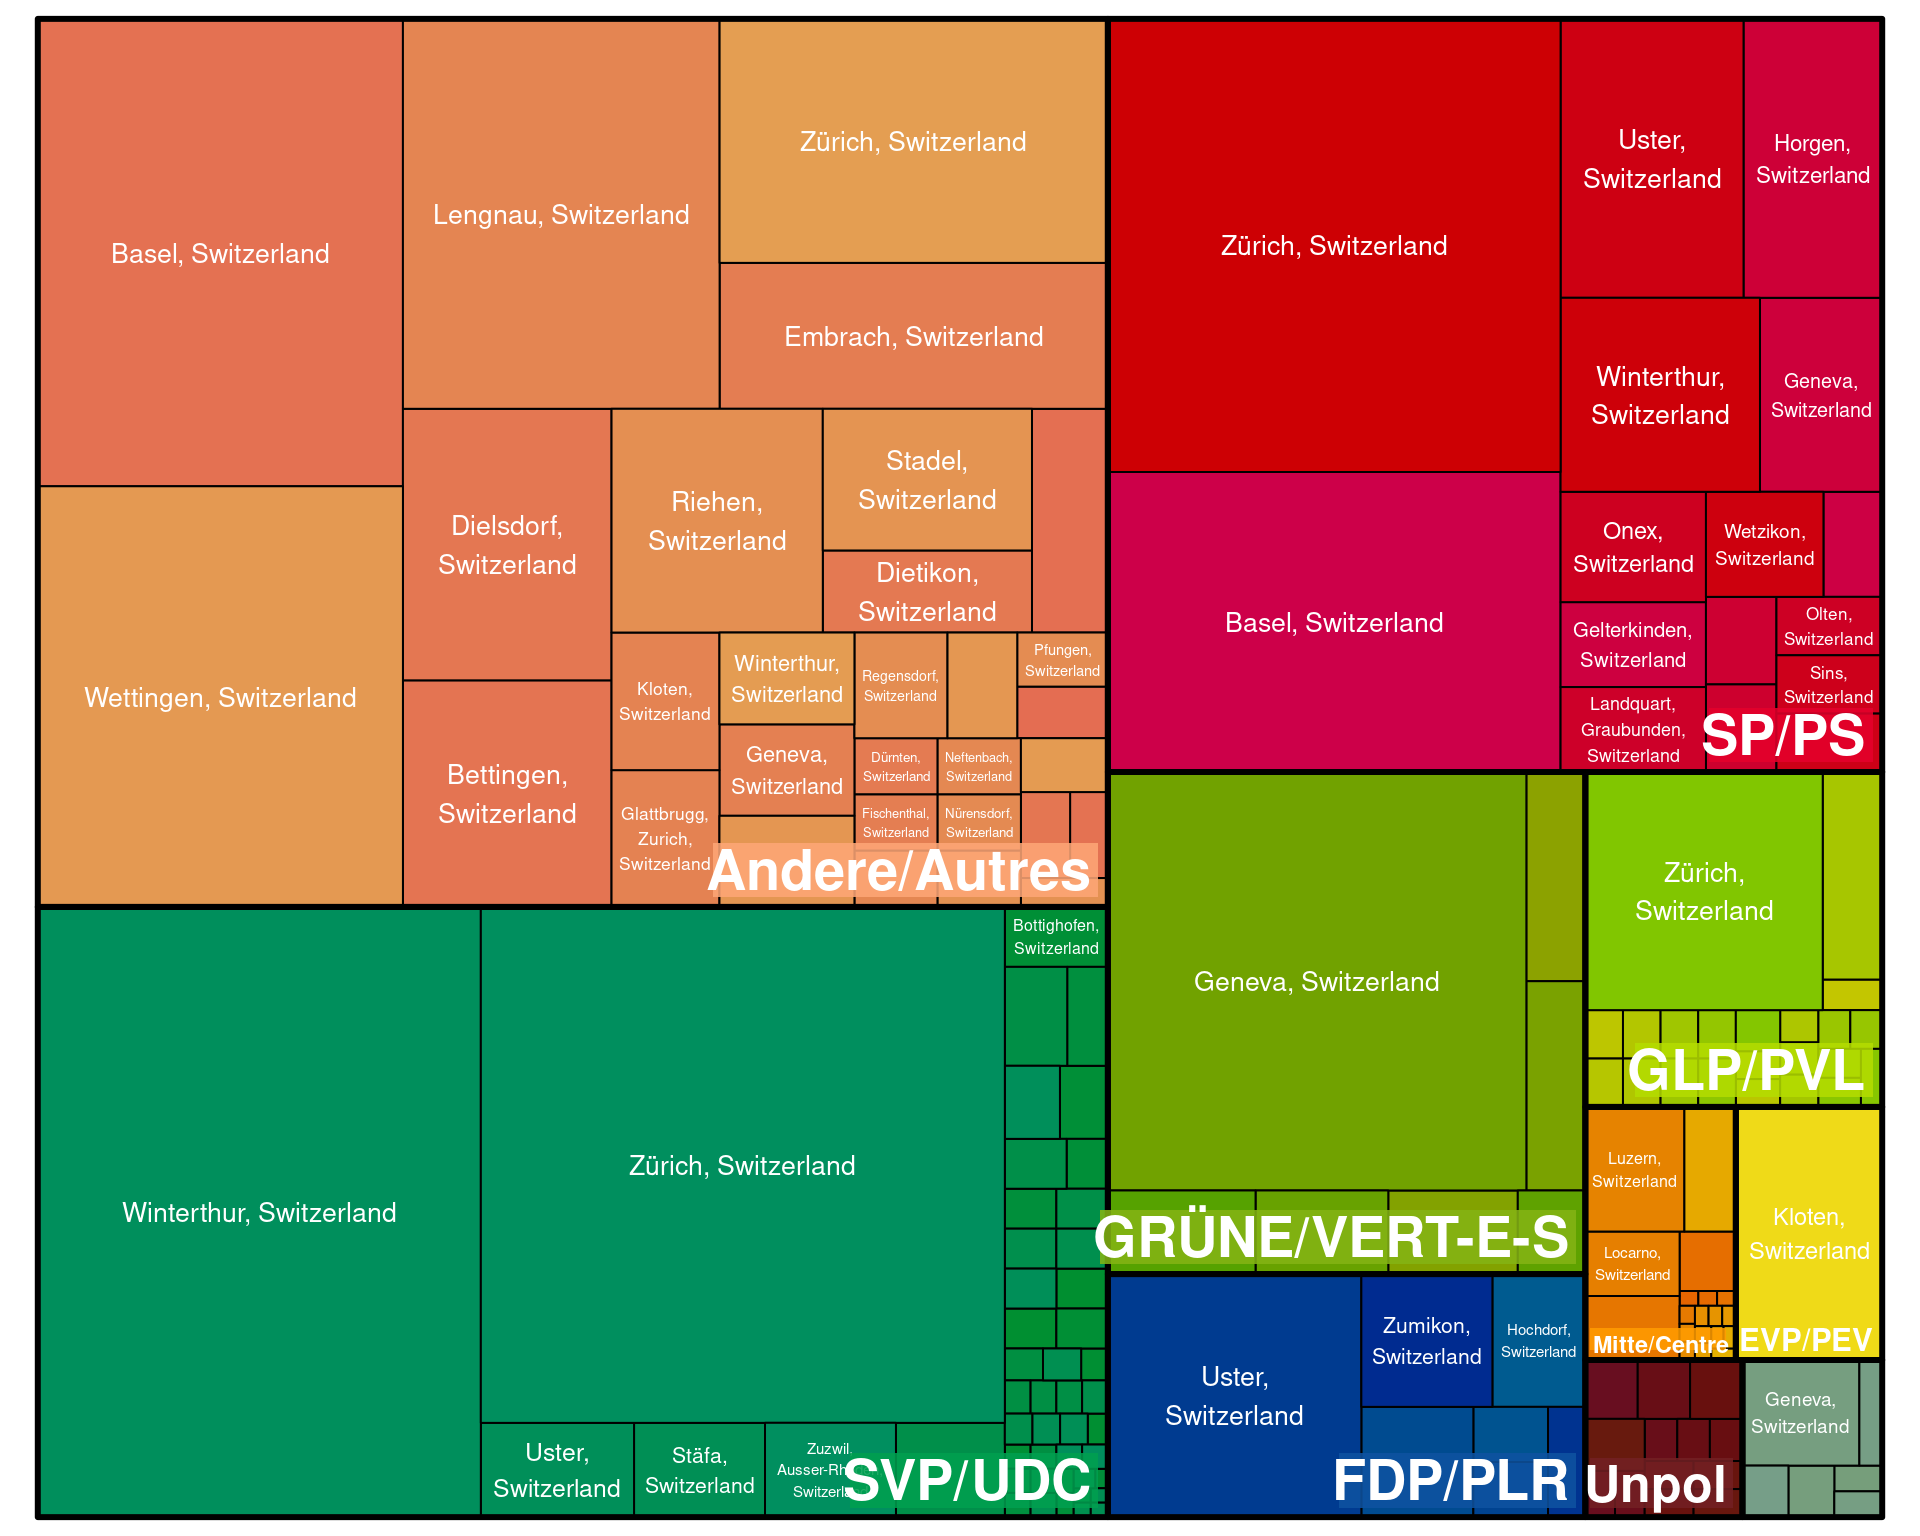 Basel, Switzerland
Lengnau, Switzerland
Zürich, Switzerland
Embrach, Switzerland
Wettingen, Switzerland
Dielsdorf,
Switzerland
Riehen,
Switzerland
Stadel,
Switzerland
Dietikon,
Switzerland
Bettingen,
Switzerland
Kloten,
Switzerland
Winterthur,
Switzerland
Regensdorf,
Switzerland
Pfungen,
Switzerland
Glattbrugg,
Zurich,
Switzerland
Geneva,
Switzerland
Dürnten,
Switzerland
Neftenbach,
Switzerland
Fischenthal,
Switzerland
Nürensdorf,
Switzerland
Andere/Autres
Zürich, Switzerland
Uster,
Switzerland
Horgen,
Switzerland
Winterthur,
Switzerland
Geneva,
Switzerland
Basel, Switzerland
Onex,
Switzerland
Wetzikon,
Switzerland
Gelterkinden,
Switzerland
Olten,
Switzerland
Sins,
Switzerland
Landquart,
Graubunden,
Switzerland
SP/PS
Winterthur, Switzerland
Zürich, Switzerland
Bottighofen,
Switzerland
Uster,
Switzerland
Stäfa,
Switzerland
Zuzwil,
Switzerland
SVP/UDC
Geneva, Switzerland
GRÜNE/VERT-E-S
Zürich,
Switzerland
GLP/PVL
Luzern,
Switzerland
Locarno,
Switzerland
Mitte/Centre
Kloten,
Switzerland
EVP/PEV
Uster,
Switzerland
Zumikon,
Switzerland
Hochdorf,
Switzerland
FDP/PLR
Unpol
Geneva,
Switzerland